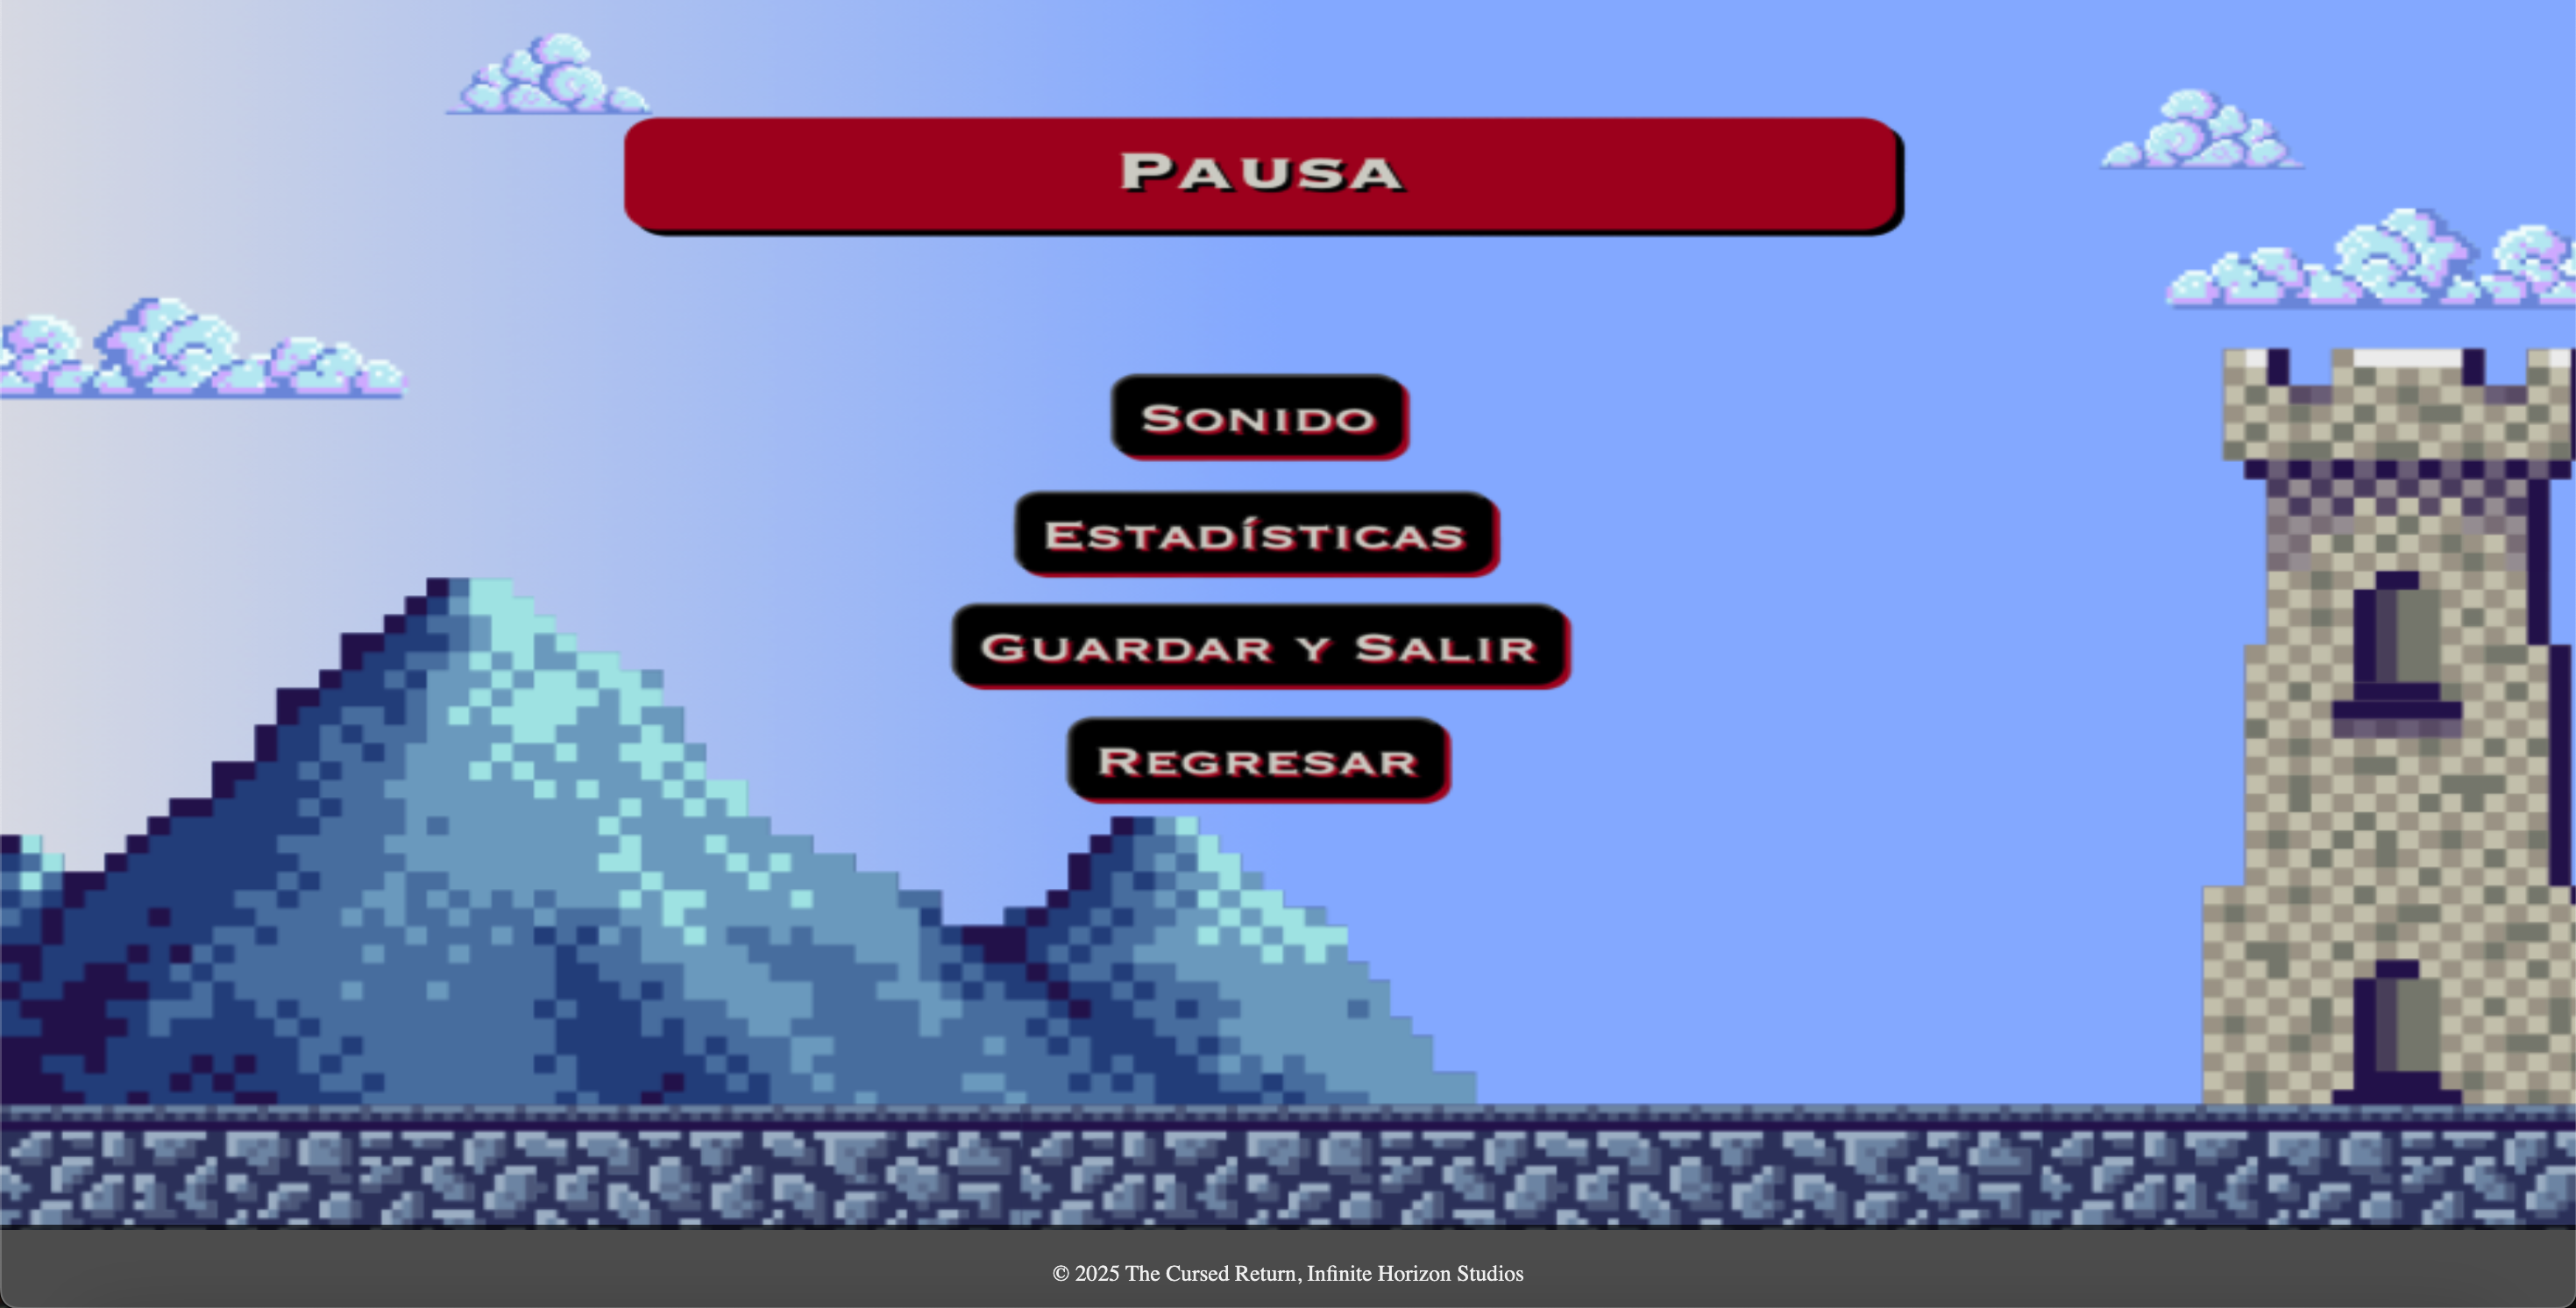 Pausa
Sonido
Estadísticas
Guardar y Salir
Regresar
© 2025 The Cursed Return, Infinite Horizon Studios